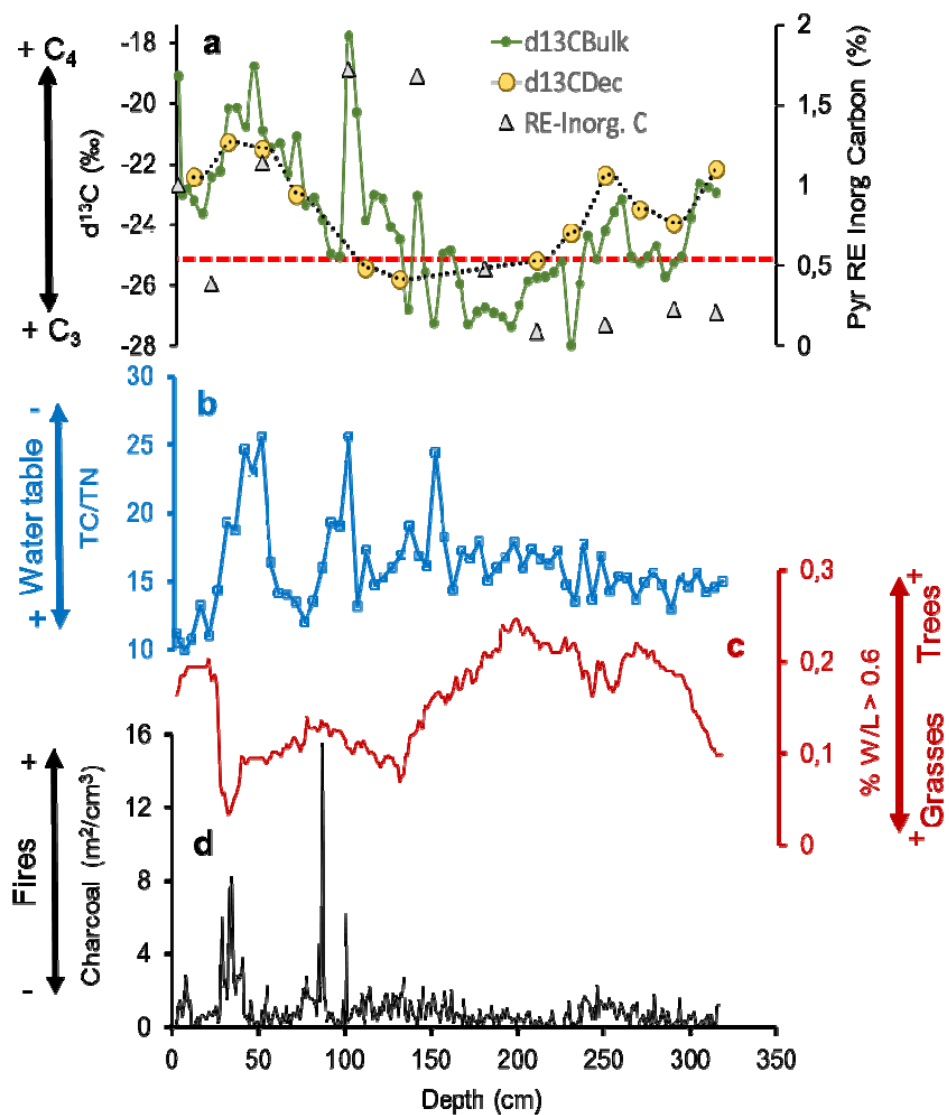 + C4
+ C3
d13C (‰)
-18
-20
-22
-24
-26
-28
a
d13CBulk
d13CDec
RE-Inorg. C
2
1,5
1
0,5
0
Pyr RE Inorg Carbon (%)
+ Water table -
TC/TN
30
25
20
15
10
b
c
0,3
0,2
0,1
0
% W/L > 0.6
+ Grasses Trees +
- Fires +
Charcoal (m2/cm3)
16
12
8
4
0
d
0 50 100 150 200 250 300 350
Depth (cm)